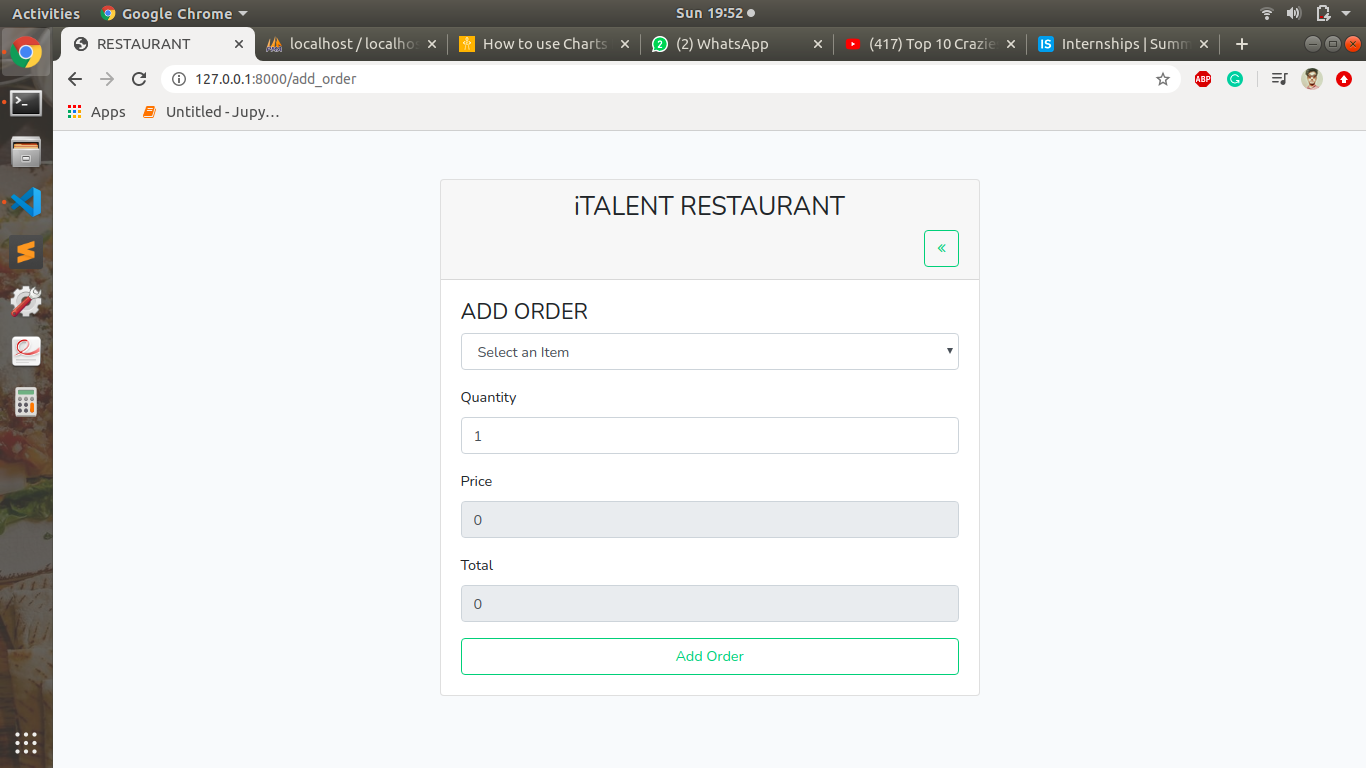 Activities
Google Chrome
Sun 19:52
RESTAURANT
localhost / localho
How to use Charts
(2) WhatsApp
(417) Top 10 Crazie
IS
Internships | Summ
127.0.0.1:8000/add_order
ABP
Apps
Untitled - Jupy...
iTALENT RESTAURANT
«
ADD ORDER
Select an Item
Quantity
1
Price
0
Total
0
Add Order